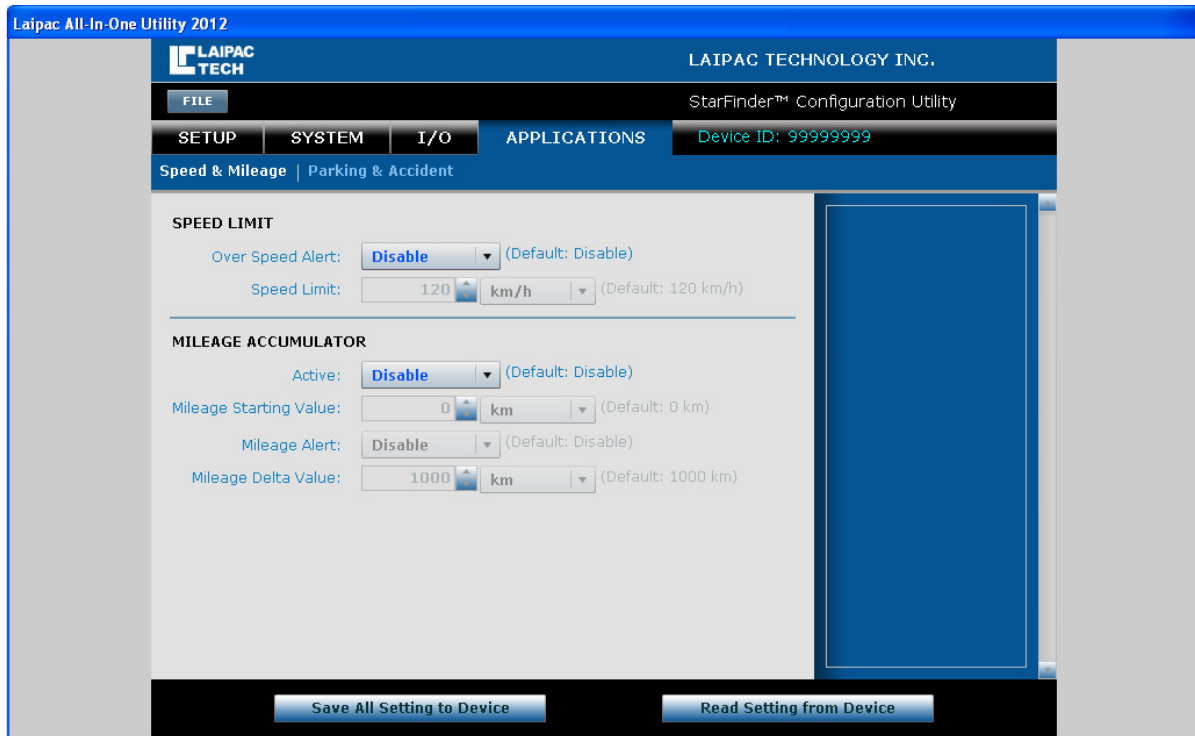 Laipac All-In-One Utility 2012
LAIPAC TECH
LAIPAC TECHNOLOGY INC.
FILE
StarFinder™ Configuration Utility
SETUP SYSTEM I/O APPLICATIONS Device ID: 99999999
Speed & Mileage | Parking & Accident
SPEED LIMIT
Over Speed Alert: Disable (Default: Disable)
Speed Limit: 120 km/h (Default: 120 km/h)
MILEAGE ACCUMULATOR
Active: Disable (Default: Disable)
Mileage Starting Value: 0 km (Default: 0 km)
Mileage Alert: Disable (Default: Disable)
Mileage Delta Value: 1000 km (Default: 1000 km)
Save All Setting to Device Read Setting from Device